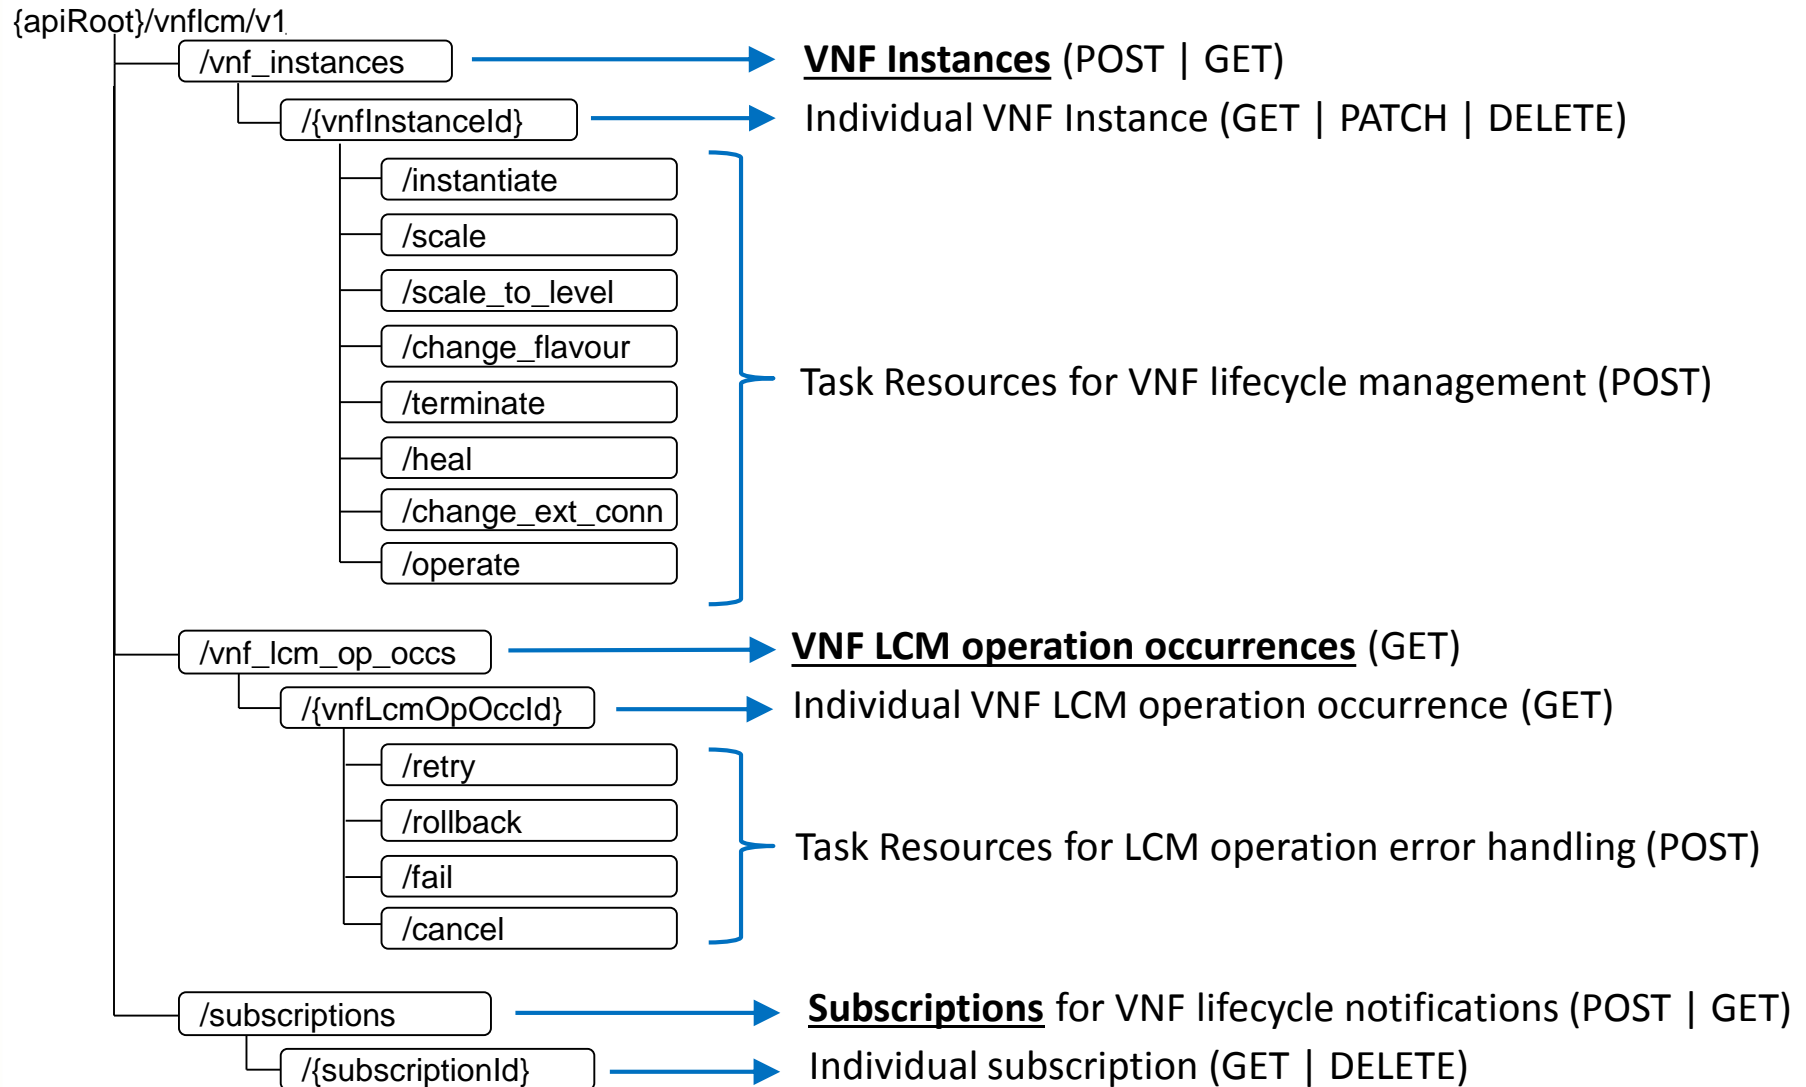 {apiRoot}/vnflcm/v1
/vnf_instances
VNF Instances (POST | GET)
/{vnfInstanceId}
Individual VNF Instance (GET | PATCH | DELETE)
/instantiate
/scale
/scale_to_level
/change_flavour
Task Resources for VNF lifecycle management (POST)
/terminate
/heal
/change_ext_conn
/operate
/vnf_lcm_op_occs
VNF LCM operation occurrences (GET)
/{vnfLcmOpOccId}
Individual VNF LCM operation occurrence (GET)
/retry
/rollback
Task Resources for LCM operation error handling (POST)
/fail
/cancel
/subscriptions
Subscriptions for VNF lifecycle notifications (POST | GET)
/{subscriptionId}
Individual subscription (GET | DELETE)